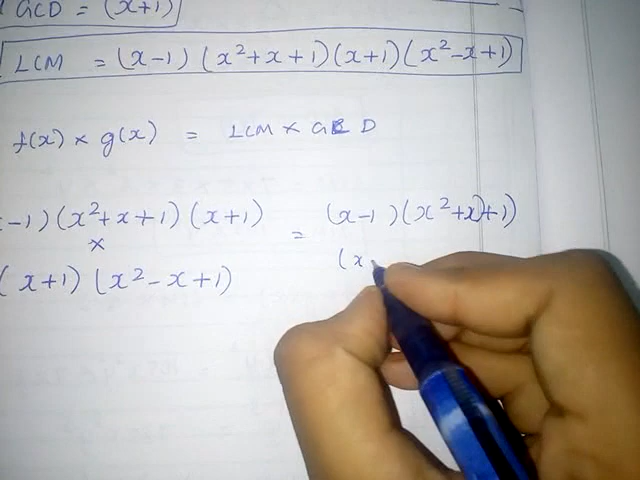 GCD = (x+1)
LCM = (x-1) (x²+x+1)(x+1)(x²-x+1)
f(x) × g(x) = LCM × GCD
-1) (x²+x+1) (x+1) = (x-1)(x²+x+1)
×
(x+1) (x²-x+1) (x